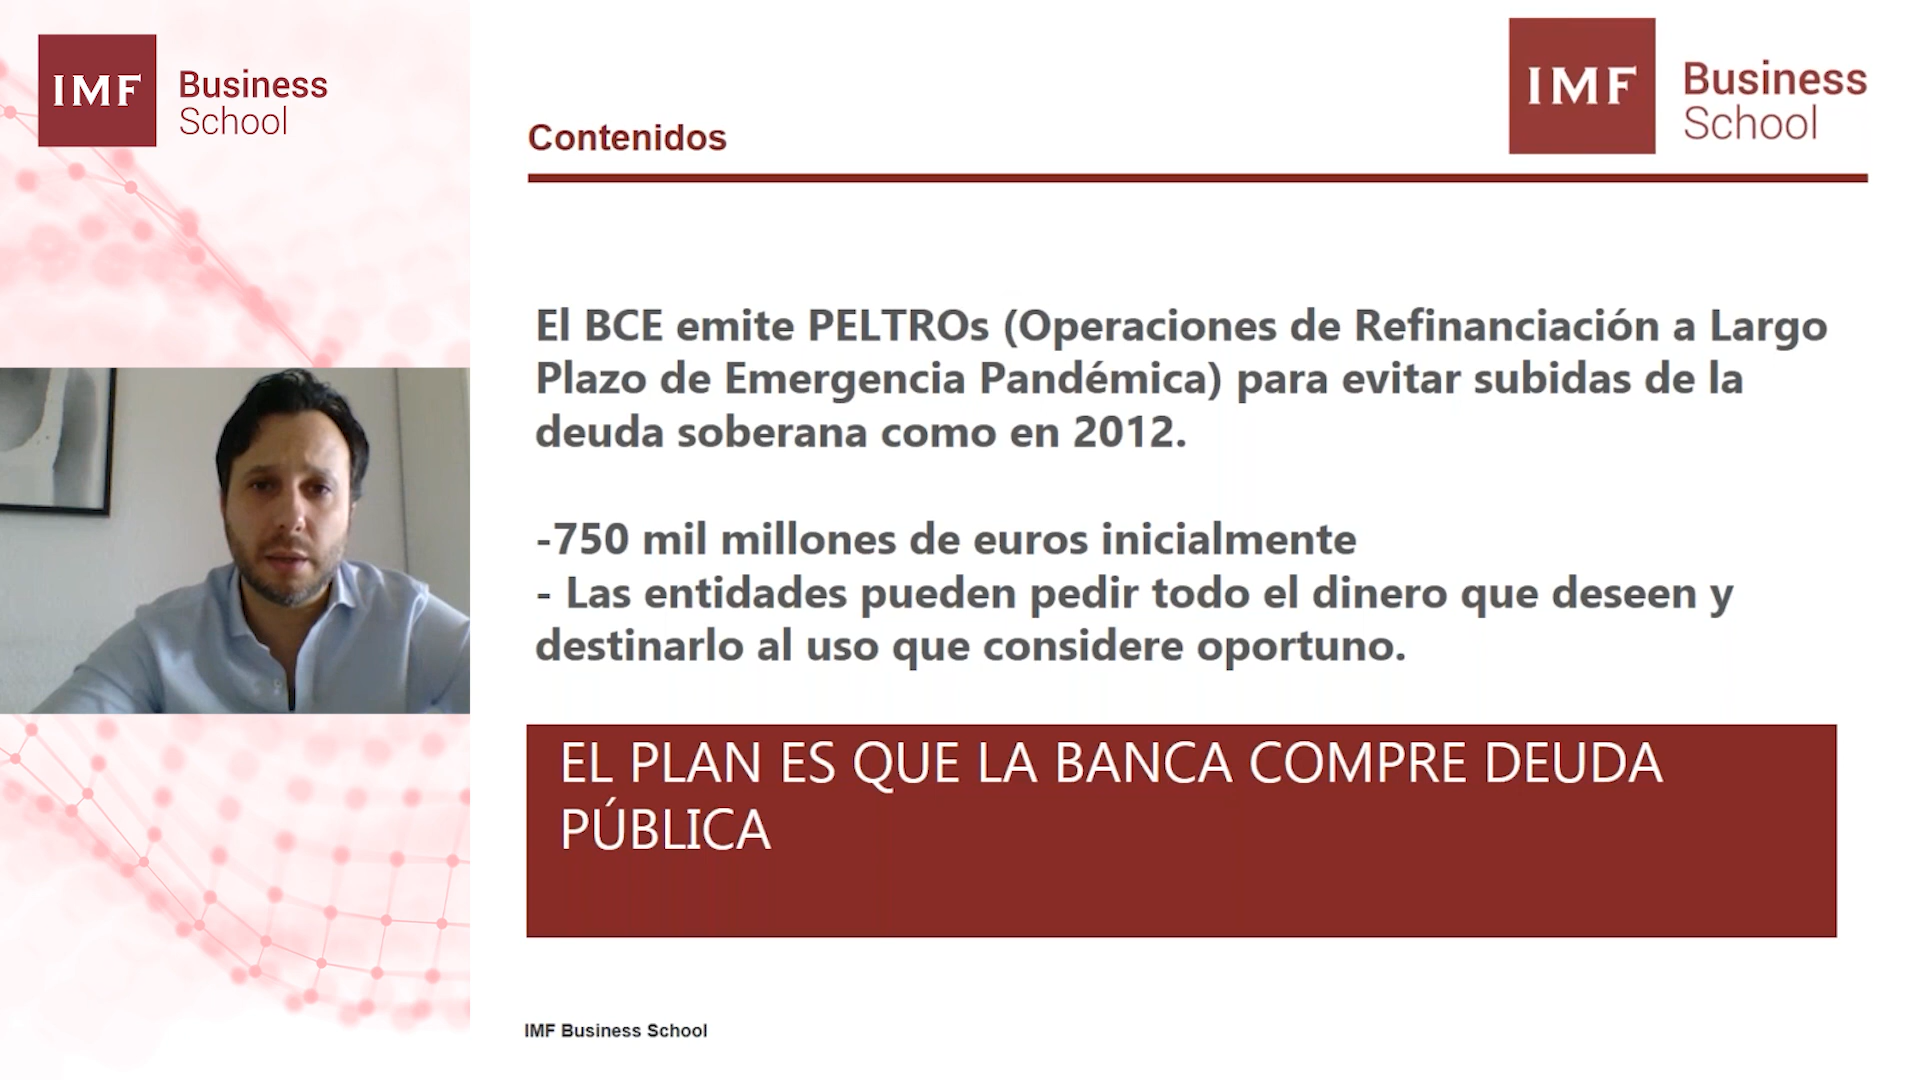 IMF Business
School
IMF Business
School
Contenidos
El BCE emite PELTROs (Operaciones de Refinanciación a Largo
Plazo de Emergencia Pandémica) para evitar subidas de la
deuda soberana como en 2012.
-750 mil millones de euros inicialmente
- Las entidades pueden pedir todo el dinero que deseen y
destinarlo al uso que considere oportuno.
EL PLAN ES QUE LA BANCA COMPRE DEUDA
PÚBLICA
IMF Business School